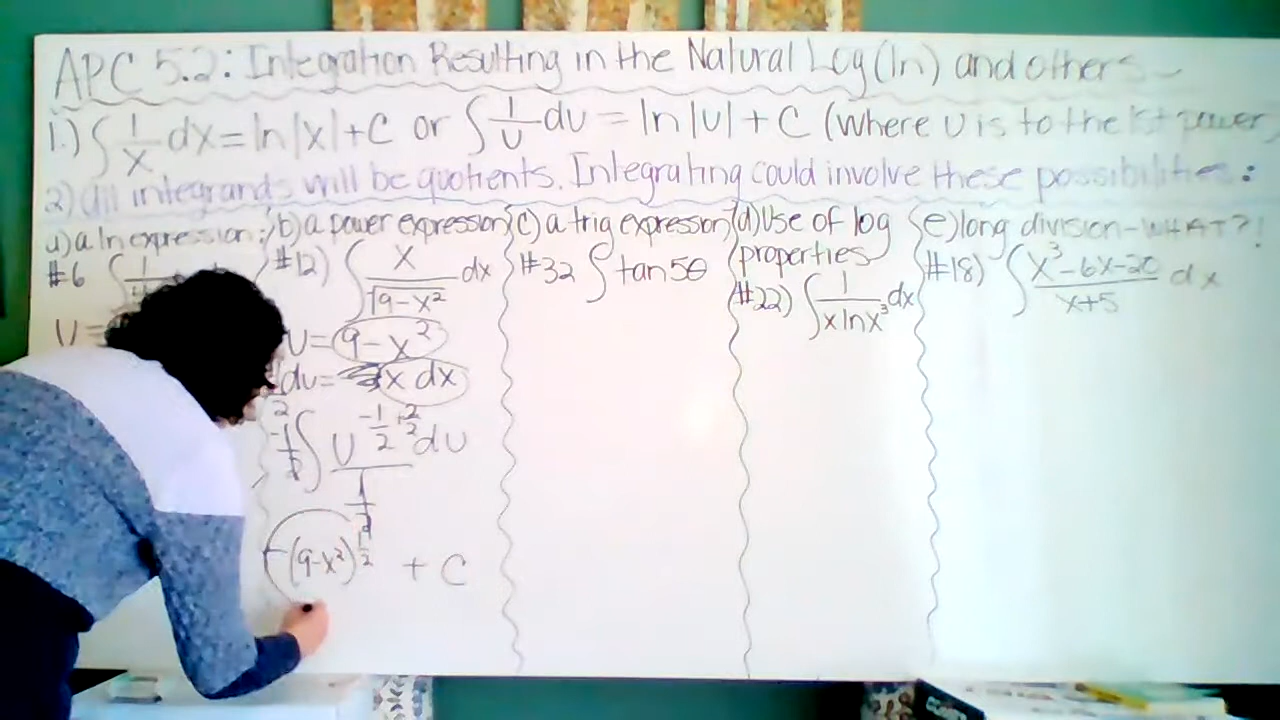 APC 5.2: Integration Resulting in the Natural Log (ln) and others
1.) ∫ 1/x dx = ln|x| + C or ∫ 1/u du = ln|u| + C (where u is to the 1st power)
2) all integrands will be quotients. Integrating could involve these possibilities:
a) a ln expression:
#6 ∫ 1
U =
b) a power expression
#12) ∫ x/√(9-x²) dx
u = 9-x²
du = x dx
∫ u^(-1/2 + 2/2) du
-(9-x²)^(1/2) + C
c) a trig expression
#32 ∫ tan5θ
(d) Use of log
properties
#22) ∫ 1/(x ln x³) dx
(e) long division-WHAT?!
#18) ∫ (x³-6x-20)/(x+5) dx